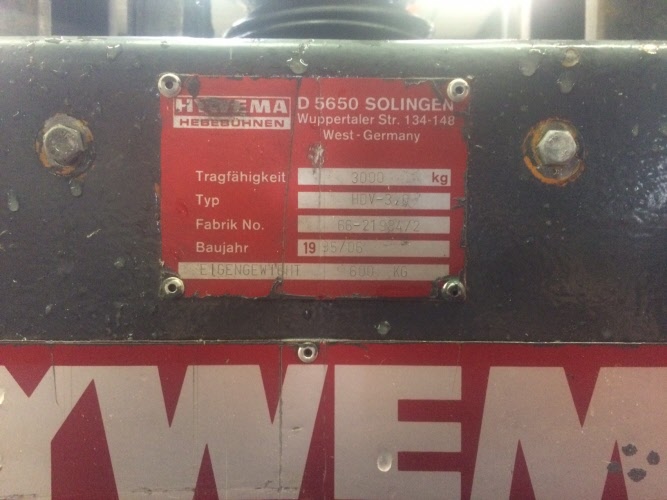 HYWEMA
HEBEBÜHNEN
D 5650 SOLINGEN
Wuppertaler Str. 134-148
West-Germany
Tragfähigkeit 3000 kg
Typ
Fabrik No.
Baujahr 19
EIGENGEWICHT 600 KG
YWEM